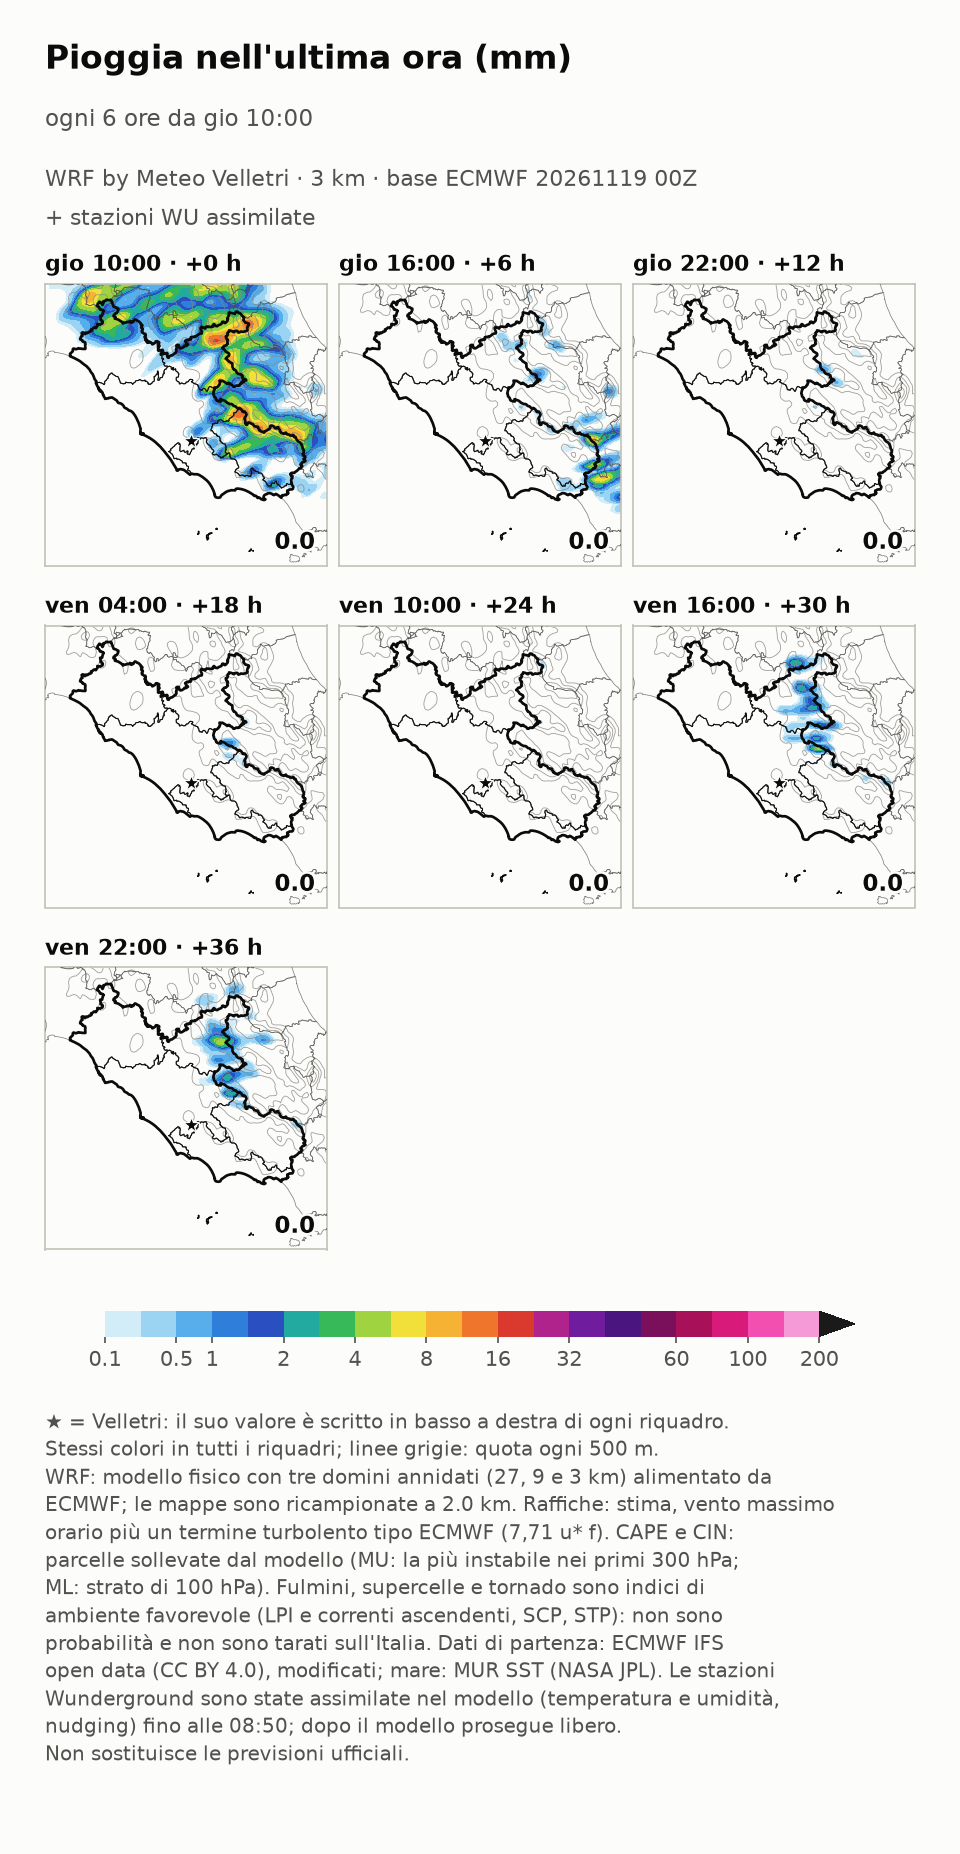 Pioggia nell'ultima ora (mm)
ogni 6 ore da gio 10:00
WRF by Meteo Velletri · 3 km · base ECMWF 20261119 00Z
+ stazioni WU assimilate
gio 10:00 · +0 h
gio 16:00 · +6 h
gio 22:00 · +12 h
0.0
0.0
0.0
ven 04:00 · +18 h
ven 10:00 · +24 h
ven 16:00 · +30 h
0.0
0.0
0.0
ven 22:00 · +36 h
0.0
0.1 0.5 1 2 4 8 16 32 60 100 200
★ = Velletri: il suo valore è scritto in basso a destra di ogni riquadro.
Stessi colori in tutti i riquadri; linee grigie: quota ogni 500 m.
WRF: modello fisico con tre domini annidati (27, 9 e 3 km) alimentato da
ECMWF; le mappe sono ricampionate a 2.0 km. Raffiche: stima, vento massimo
orario più un termine turbolento tipo ECMWF (7,71 u* f). CAPE e CIN:
parcelle sollevate dal modello (MU: la più instabile nei primi 300 hPa;
ML: strato di 100 hPa). Fulmini, supercelle e tornado sono indici di
ambiente favorevole (LPI e correnti ascendenti, SCP, STP): non sono
probabilità e non sono tarati sull'Italia. Dati di partenza: ECMWF IFS
open data (CC BY 4.0), modificati; mare: MUR SST (NASA JPL). Le stazioni
Wunderground sono state assimilate nel modello (temperatura e umidità,
nudging) fino alle 08:50; dopo il modello prosegue libero.
Non sostituisce le previsioni ufficiali.